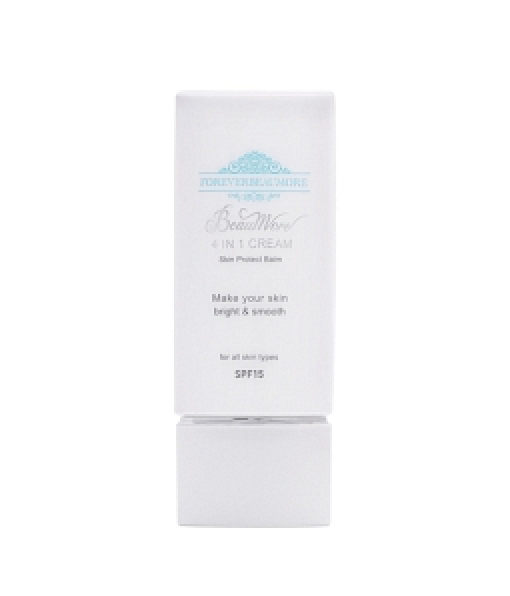 FOREVERBEAUMORE
BeauMore
4 IN 1 CREAM
Skin Protect Balm
Make your skin
bright & smooth
for all skin types
SPF15